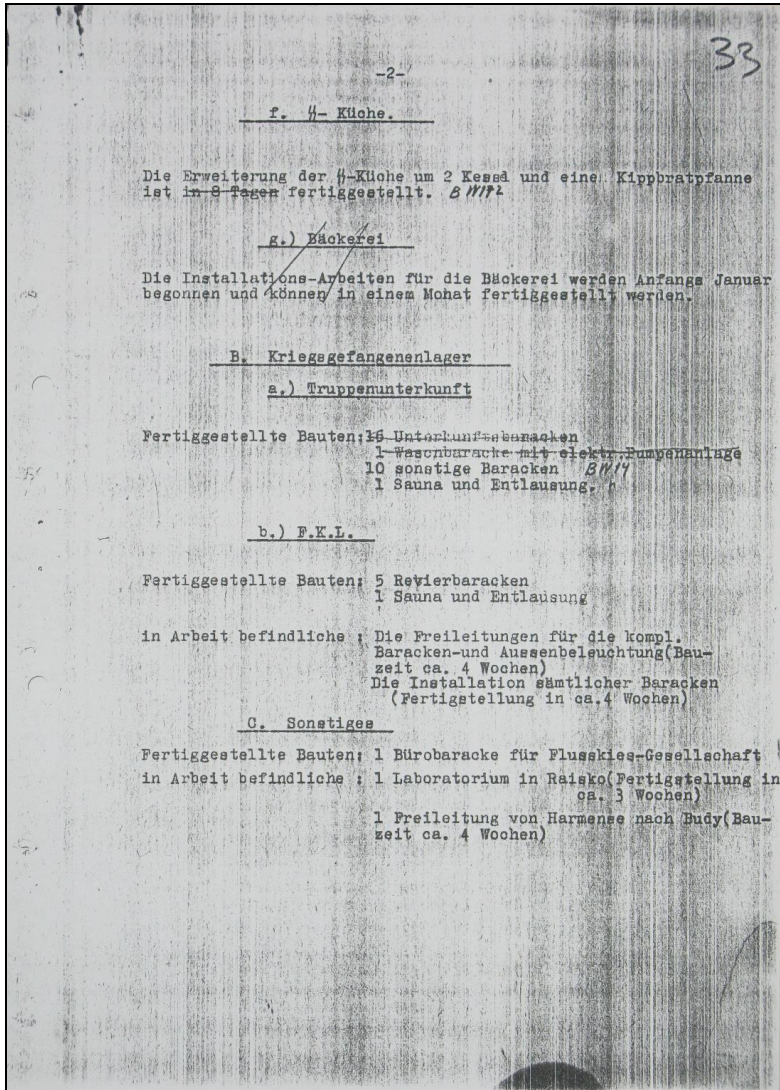 33
-2-
f. SS- Küche.
Die Erweiterung der SS-Küche um 2 Kessel und eine Kippbratpfanne
ist in 8 Tagen fertiggestellt.
g.) Bäckerei
Die Installations-Arbeiten für die Bäckerei werden Anfangs Januar
begonnen und können in einem Mohat fertiggestellt werden.
B. Kriegsgefangenenlager
a.) Truppenunterkunft
Fertiggestellte Bauten: 16 Unterkunftsbaracken
1 Waschbaracke mit elektr. Pumpenanlage
10 sonstige Baracken BW14
1 Sauna und Entlausung.
b.) F.K.L.
Fertiggestellte Bauten: 5 Revierbaracken
1 Sauna und Entlausung
in Arbeit befindliche : Die Freileitungen für die kompl.
Baracken-und Aussenbeleuchtung(Bau-
zeit ca. 4 Wochen)
Die Installation sämtlicher Baracken
(Fertigstellung in ca.4 Wochen)
C. Sonstiges
Fertiggestellte Bauten: 1 Bürobaracke für Flusskies-Gesellschaft
in Arbeit befindliche : 1 Laboratorium in Raisko(Fertigstellung in
ca. 3 Wochen)
1 Freileitung von Harmense nach Budy(Bau-
zeit ca. 4 Wochen)